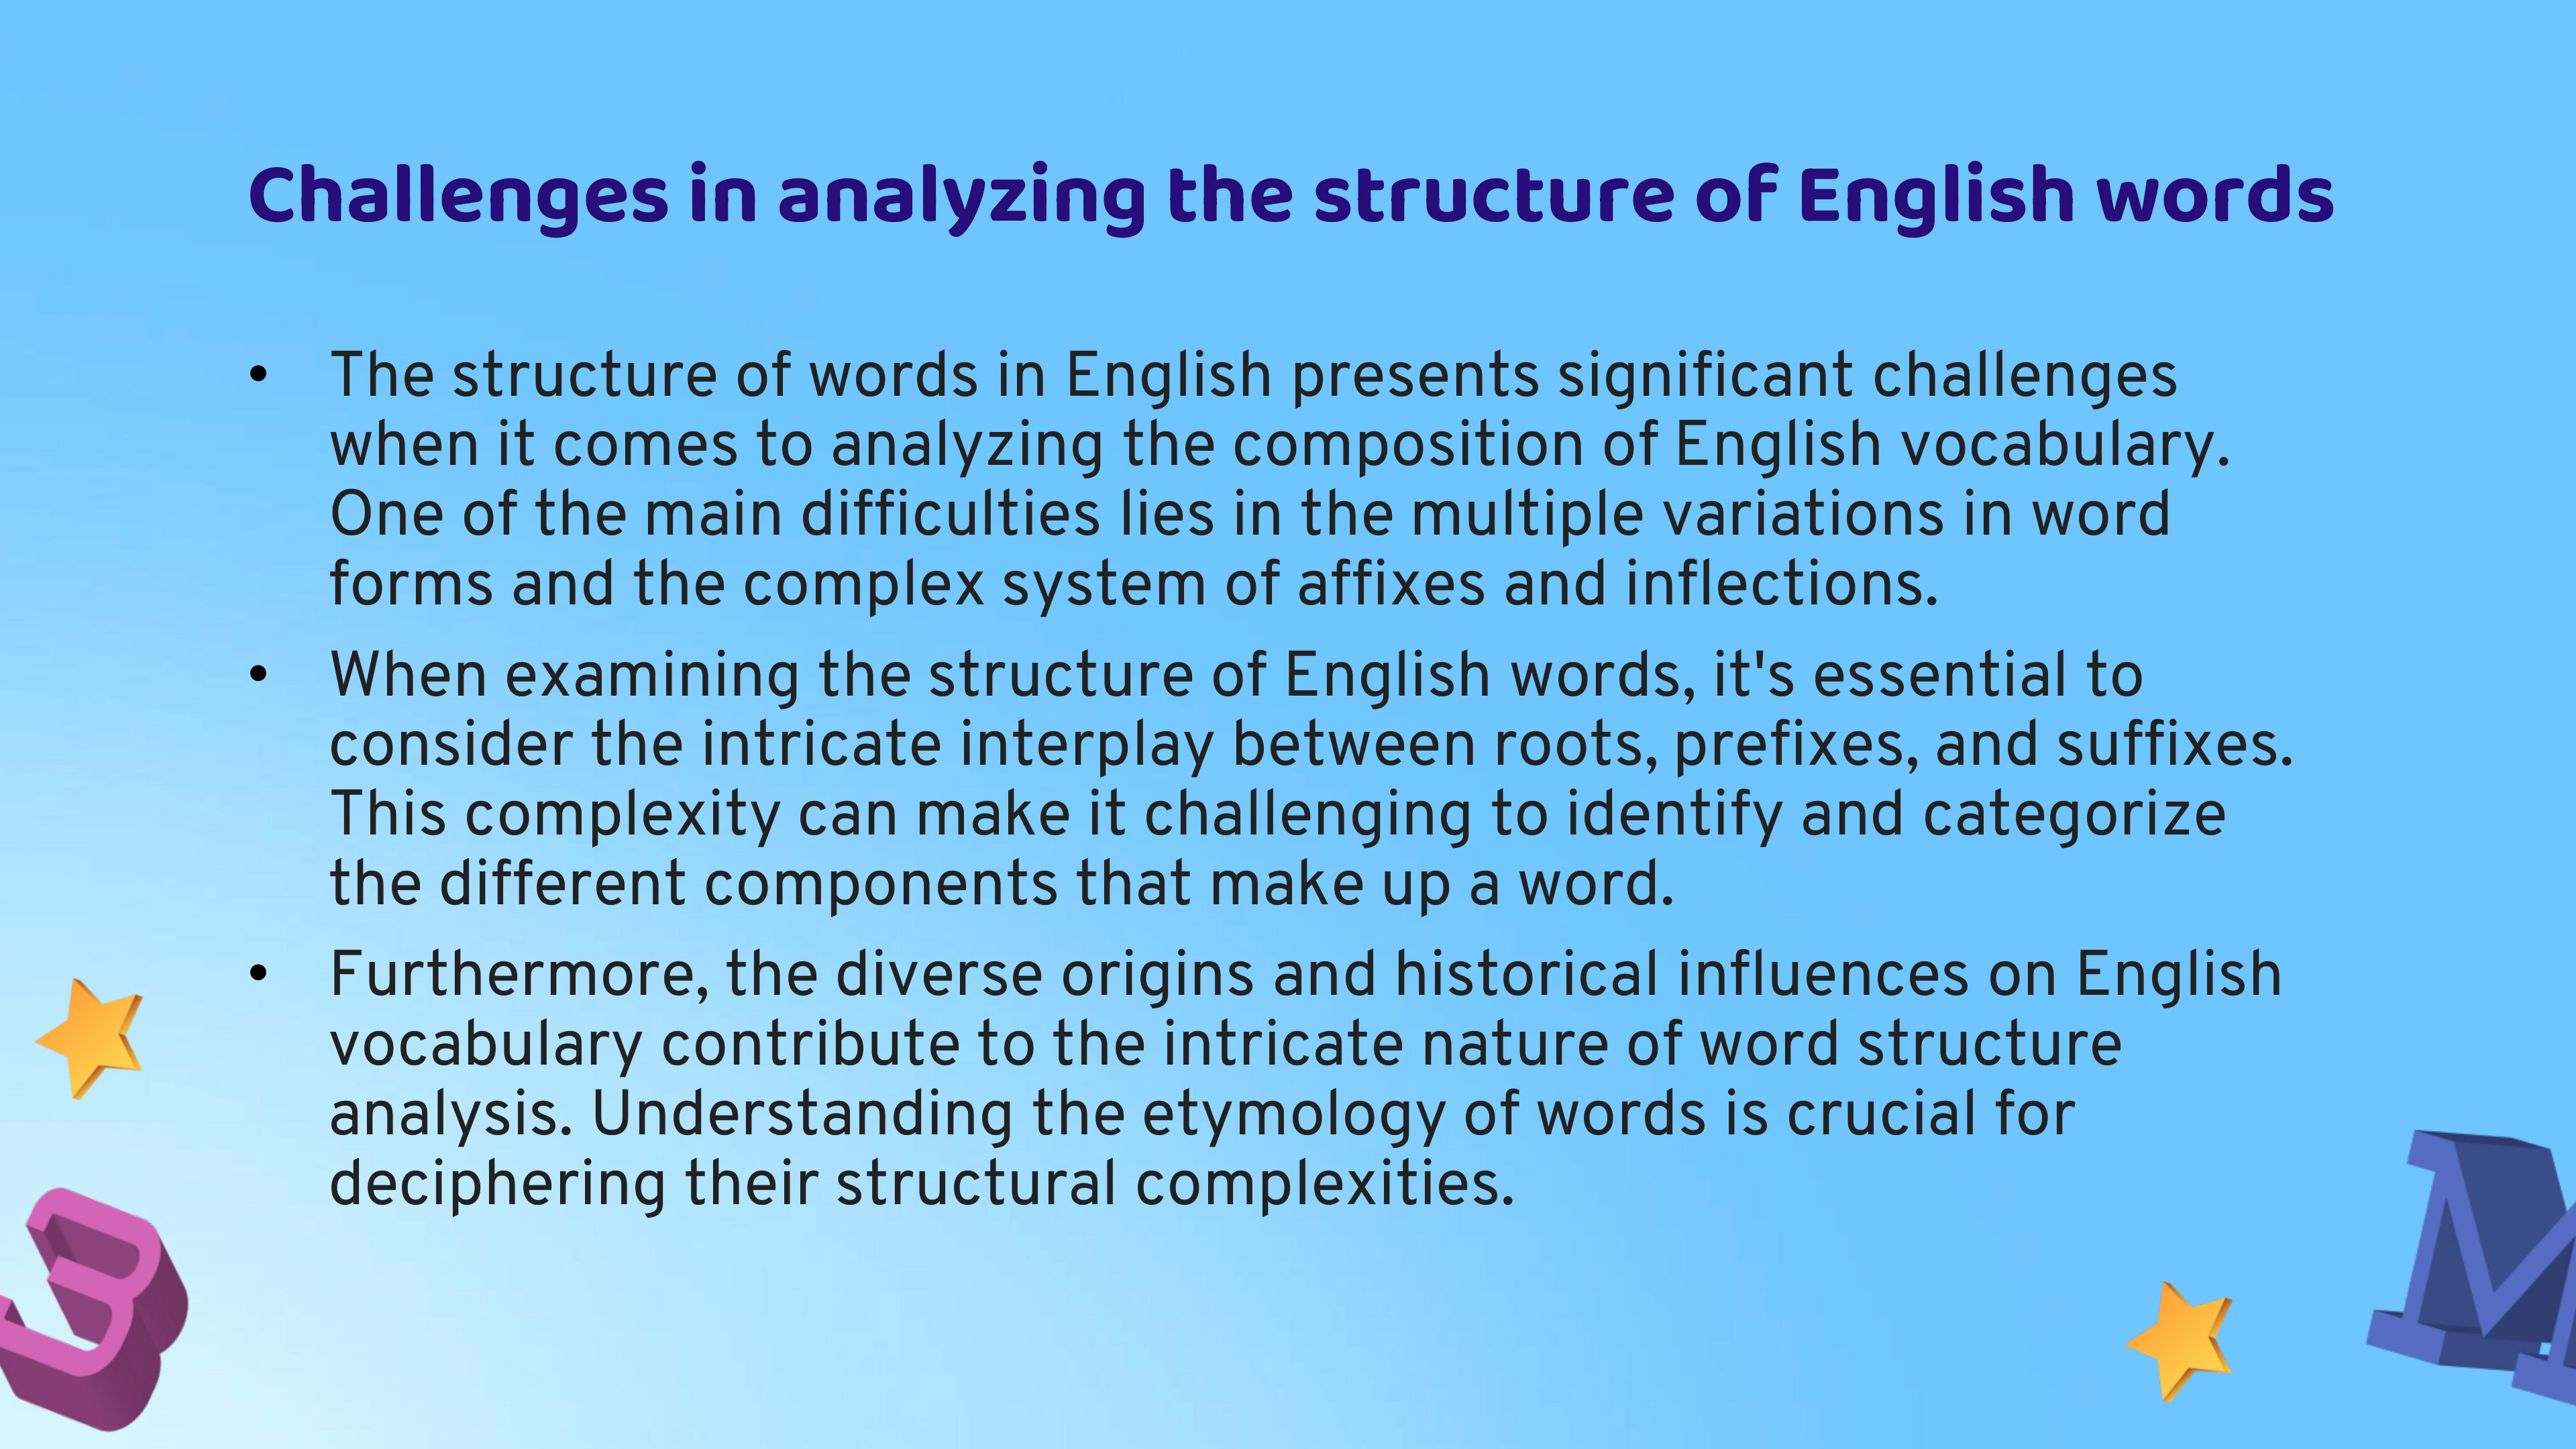 Challenges in analyzing the structure of English words
• The structure of words in English presents significant challenges
when it comes to analyzing the composition of English vocabulary.
One of the main difficulties lies in the multiple variations in word
forms and the complex system of affixes and inflections.
• When examining the structure of English words, it's essential to
consider the intricate interplay between roots, prefixes, and suffixes.
This complexity can make it challenging to identify and categorize
the different components that make up a word.
• Furthermore, the diverse origins and historical influences on English
vocabulary contribute to the intricate nature of word structure
analysis. Understanding the etymology of words is crucial for
deciphering their structural complexities.